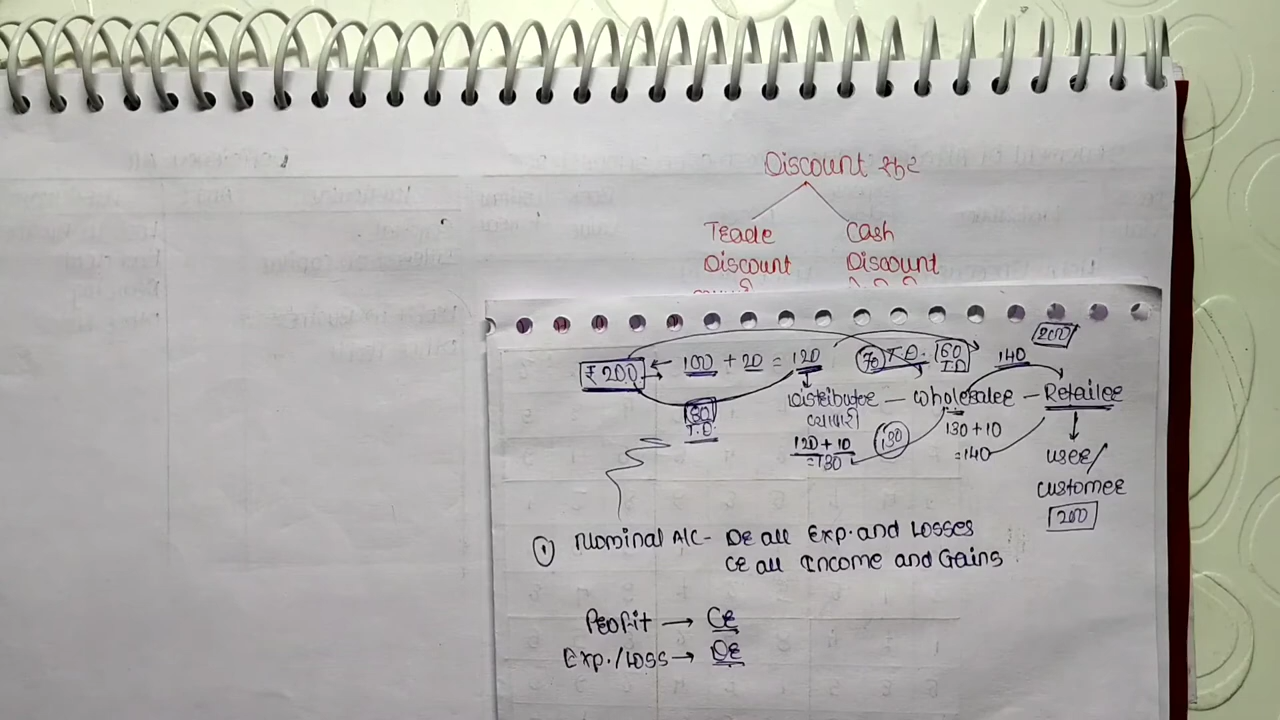 Discount छूट
Trade Cash
Discount Discount
200
₹200 100 + 20 = 120 70 T.D. 60 T.D 140
80 T.D.
Distributer — Wholesaler — Retailer
व्यापारी
120 + 10 = 130 130
130 + 10 = 140
user/
customer
200
① Nominal A/C - Dr all Exp. and Losses
Cr all Income and Gains
Profit → Cr
Exp./Loss → Dr